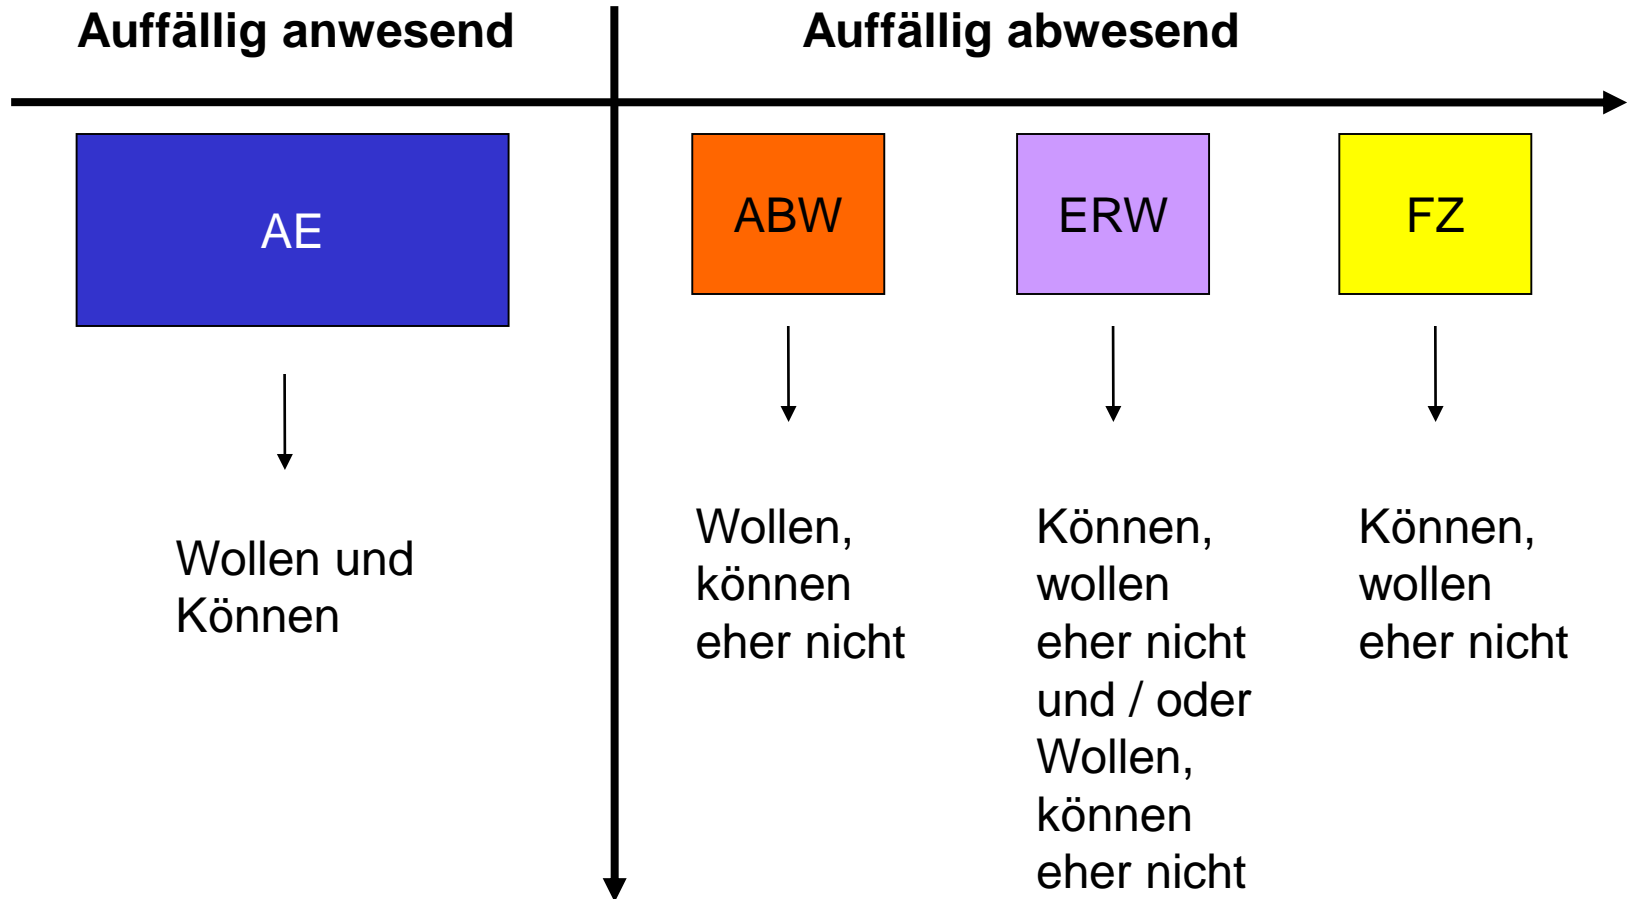 Auffällig anwesend
Auffällig abwesend
AE
ABW
ERW
FZ
Wollen und
Können
Wollen,
können
eher nicht
Können,
wollen
eher nicht
und / oder
Wollen,
können
eher nicht
Können,
wollen
eher nicht